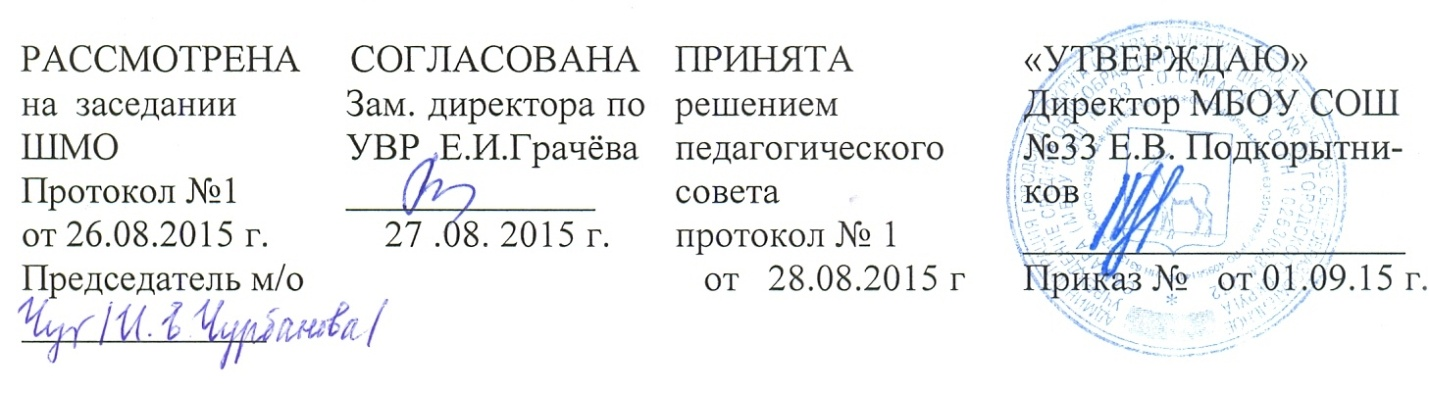 РАССМОТРЕНА
на заседании
ШМО
Протокол №1
от 26.08.2015 г.
Председатель м/о
Чур /И. В. Чурбанова/
СОГЛАСОВАНА
Зам. директора по
УВР Е.И.Грачёва
27 .08. 2015 г.
ПРИНЯТА
решением
педагогического
совета
протокол № 1
от 28.08.2015 г
«УТВЕРЖДАЮ»
Директор МБОУ СОШ
№33 Е.В. Подкорытни-
ков
Приказ № от 01.09.15 г.